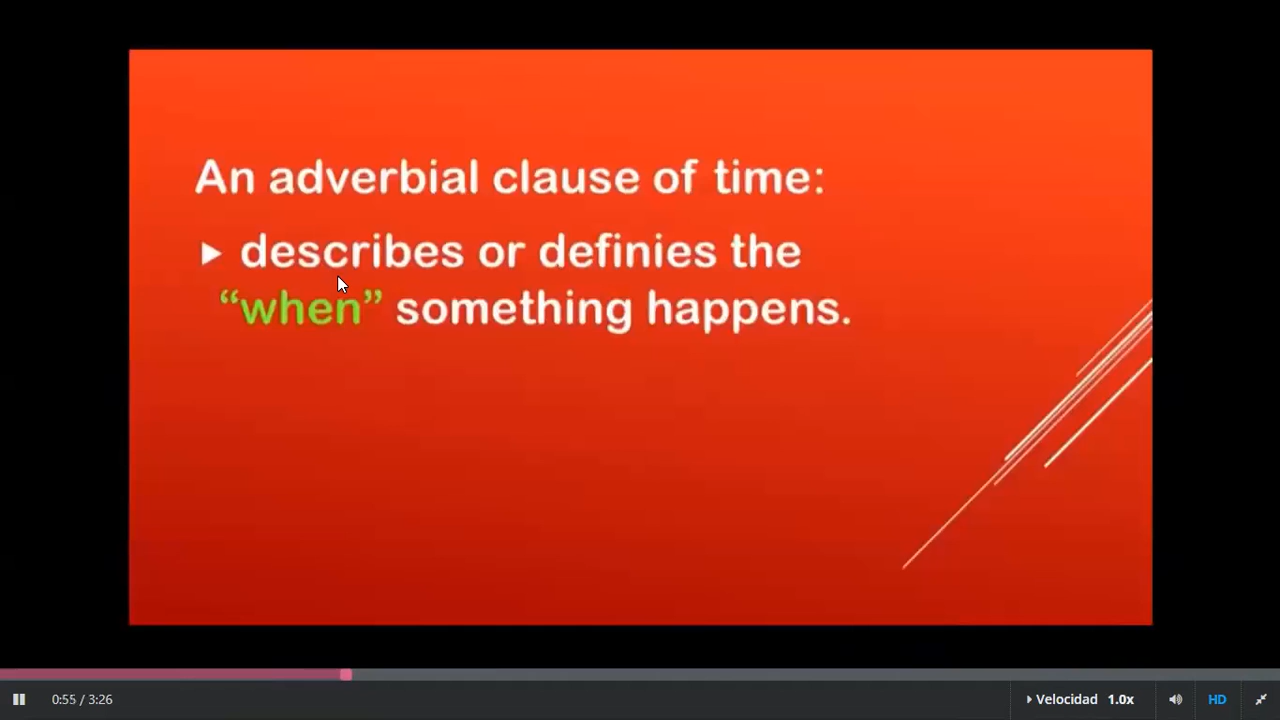 An adverbial clause of time:
describes or definies the
“when” something happens.
0:55 / 3:26
Velocidad 1.0x
HD